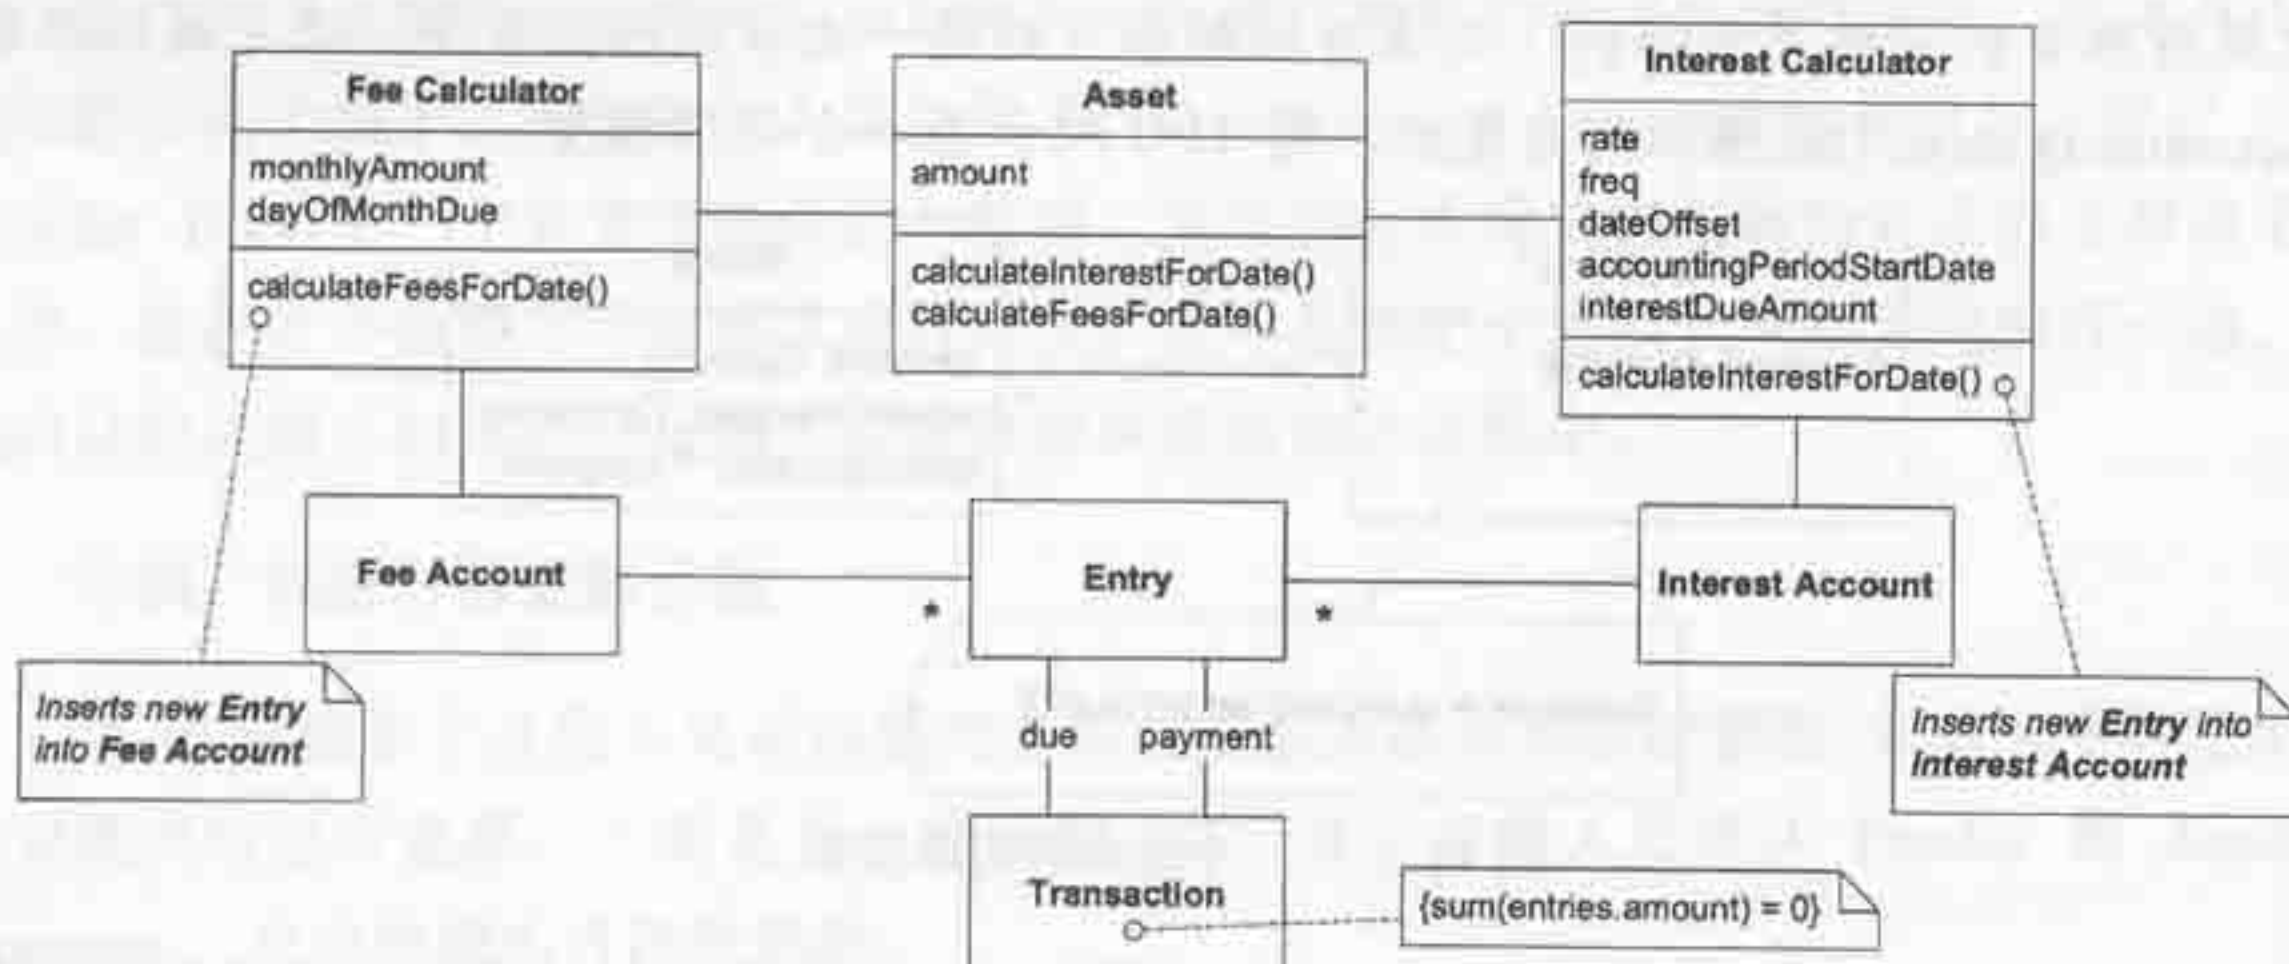 Fee Calculator
monthlyAmount
dayOfMonthDue
calculateFeesForDate()
Asset
amount
calculateInterestForDate()
calculateFeesForDate()
Interest Calculator
rate
freq
dateOffset
accountingPeriodStartDate
interestDueAmount
calculateInterestForDate()
Fee Account
*
Entry
*
Interest Account
Inserts new Entry
into Fee Account
due
payment
Inserts new Entry into
Interest Account
Transaction
{sum(entries.amount) = 0}